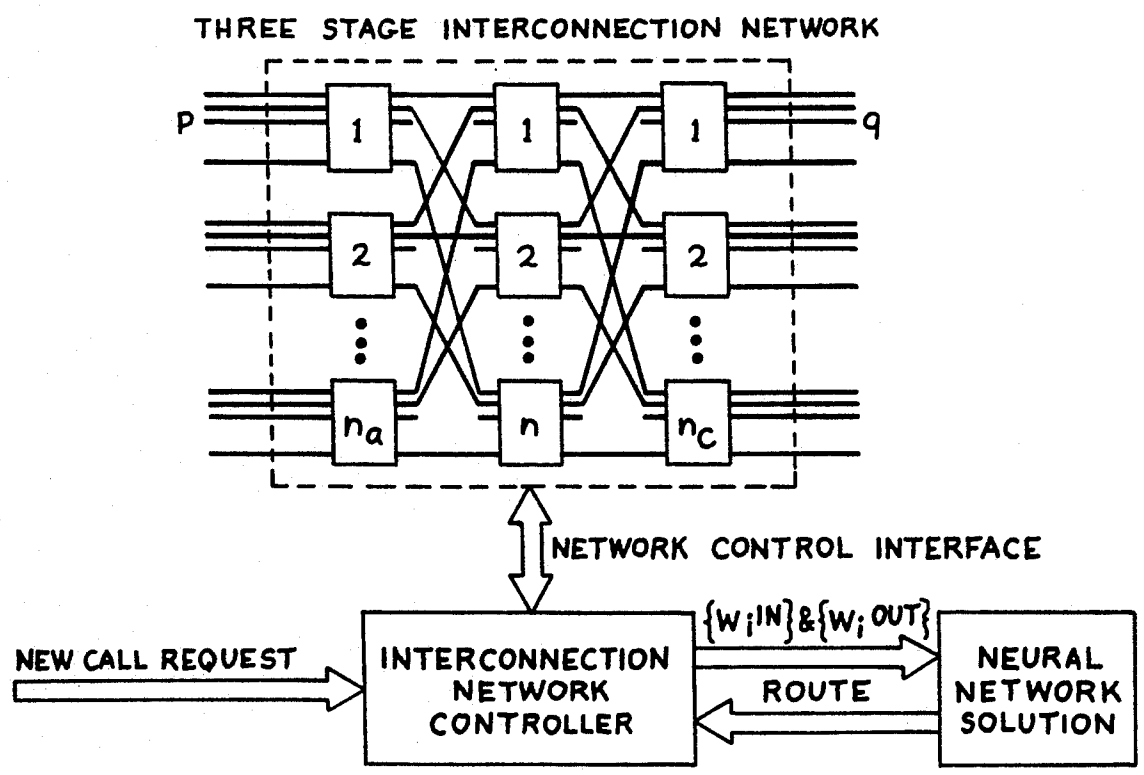 THREE STAGE INTERCONNECTION NETWORK
p
1
1
1
q
2
2
2
n_a
n
n_c
NETWORK CONTROL INTERFACE
{W_i^IN}&{W_i^OUT}
NEW CALL REQUEST
INTERCONNECTION
NETWORK
CONTROLLER
ROUTE
NEURAL
NETWORK
SOLUTION